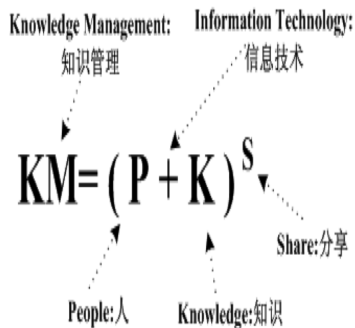 Knowledge Management:
知识管理
Information Technology:
信息技术
KM=( P + K )S
Share:分享
People:人
Knowledge:知识